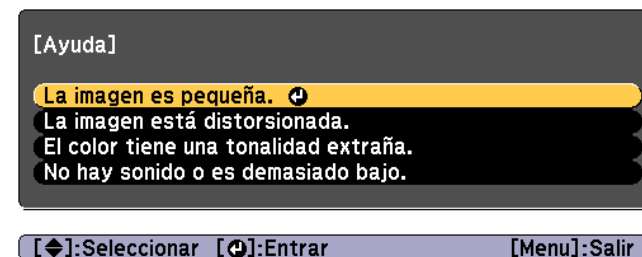 [Ayuda]
La imagen es pequeña.
La imagen está distorsionada.
El color tiene una tonalidad extraña.
No hay sonido o es demasiado bajo.
[]:Seleccionar []:Entrar [Menu]:Salir